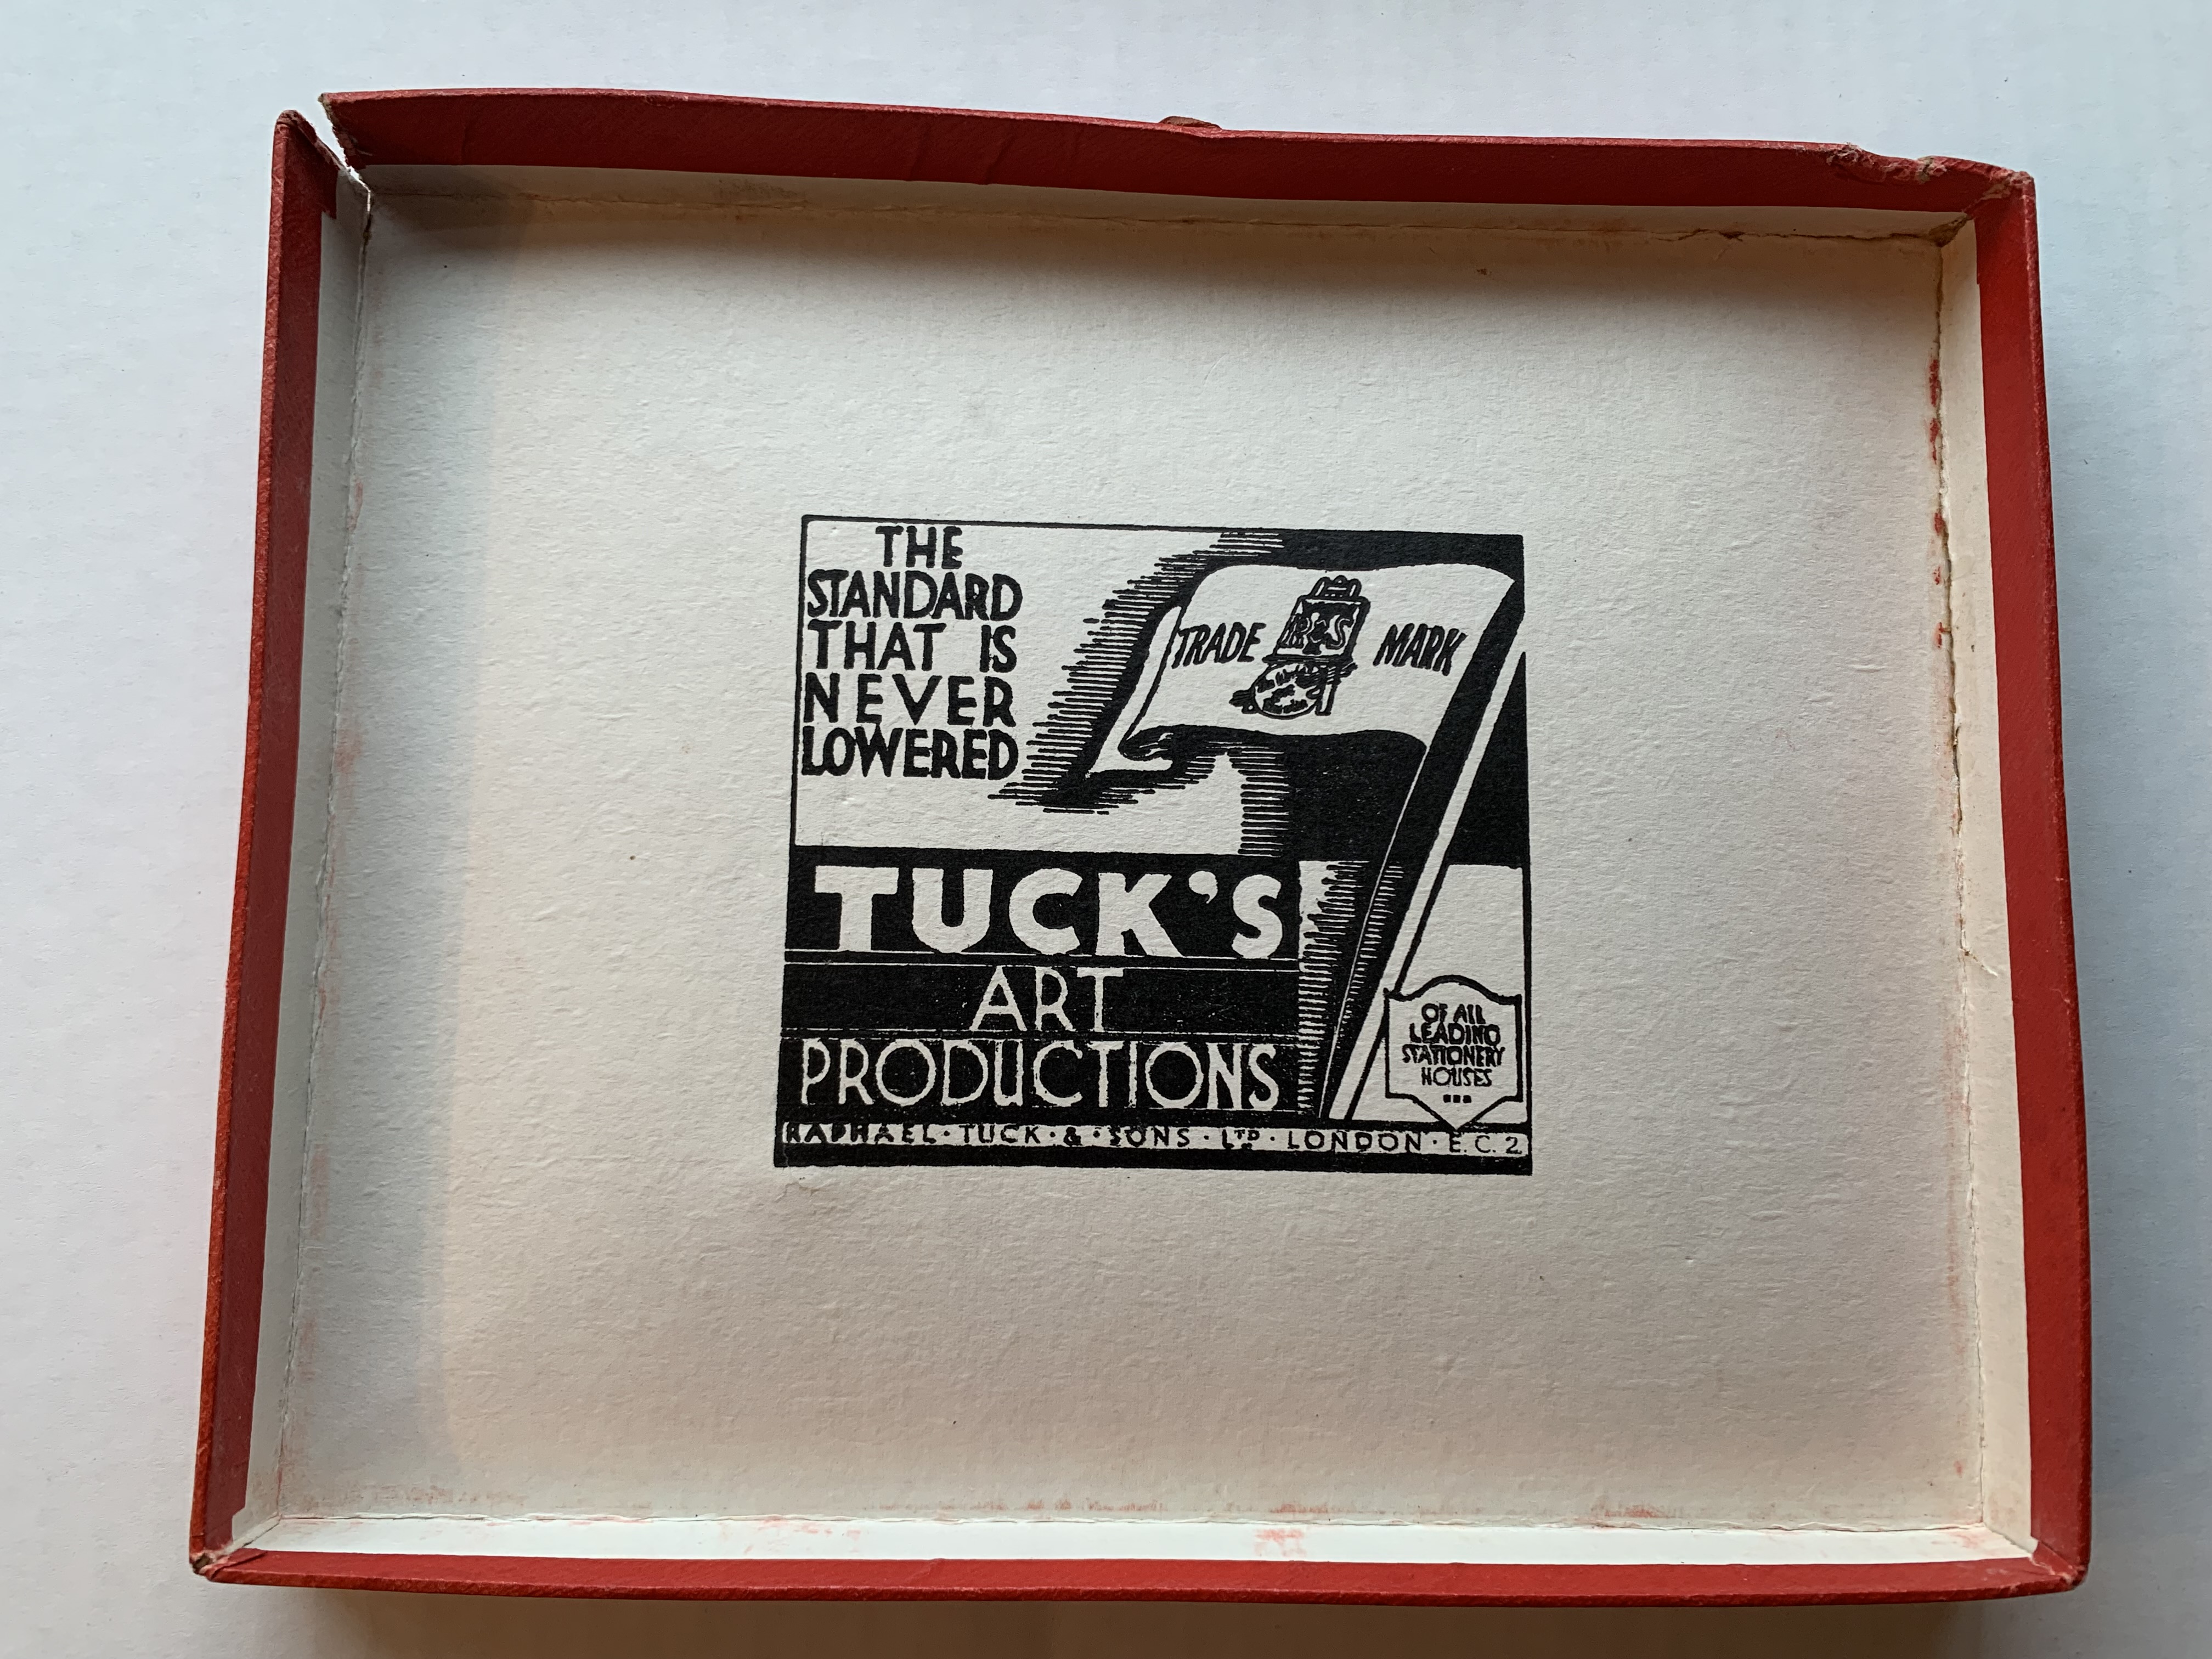 THE
STANDARD
THAT IS
NEVER
LOWERED
TRADE MARK
R T S
TUCK'S
ART
PRODUCTIONS
OF ALL
LEADING
STATIONERY
HOUSES
RAPHAEL · TUCK · & · SONS · LTD · LONDON · E.C. 2